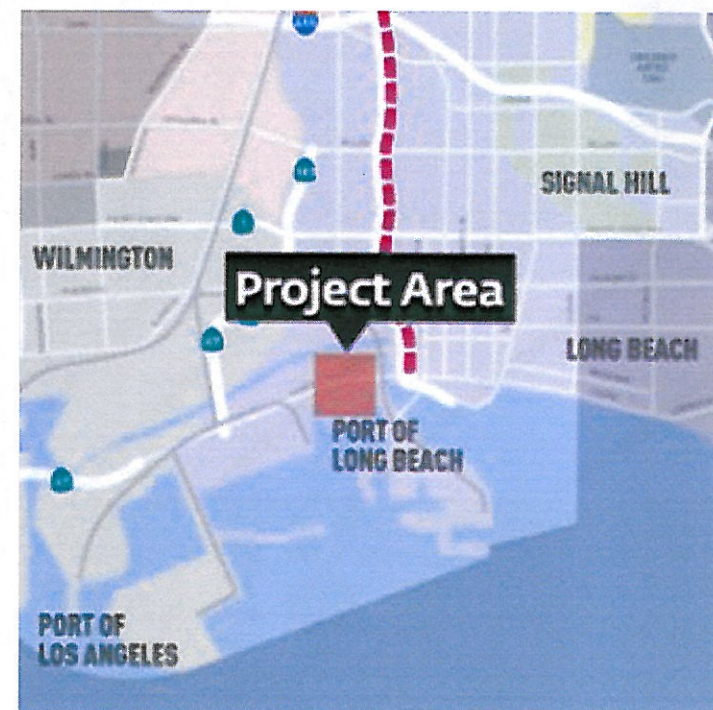 SIGNAL HILL
WILMINGTON
Project Area
LONG BEACH
PORT OF
LONG BEACH
PORT OF
LOS ANGELES